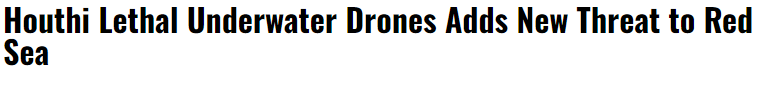 Houthi Lethal Underwater Drones Adds New Threat to Red
Sea